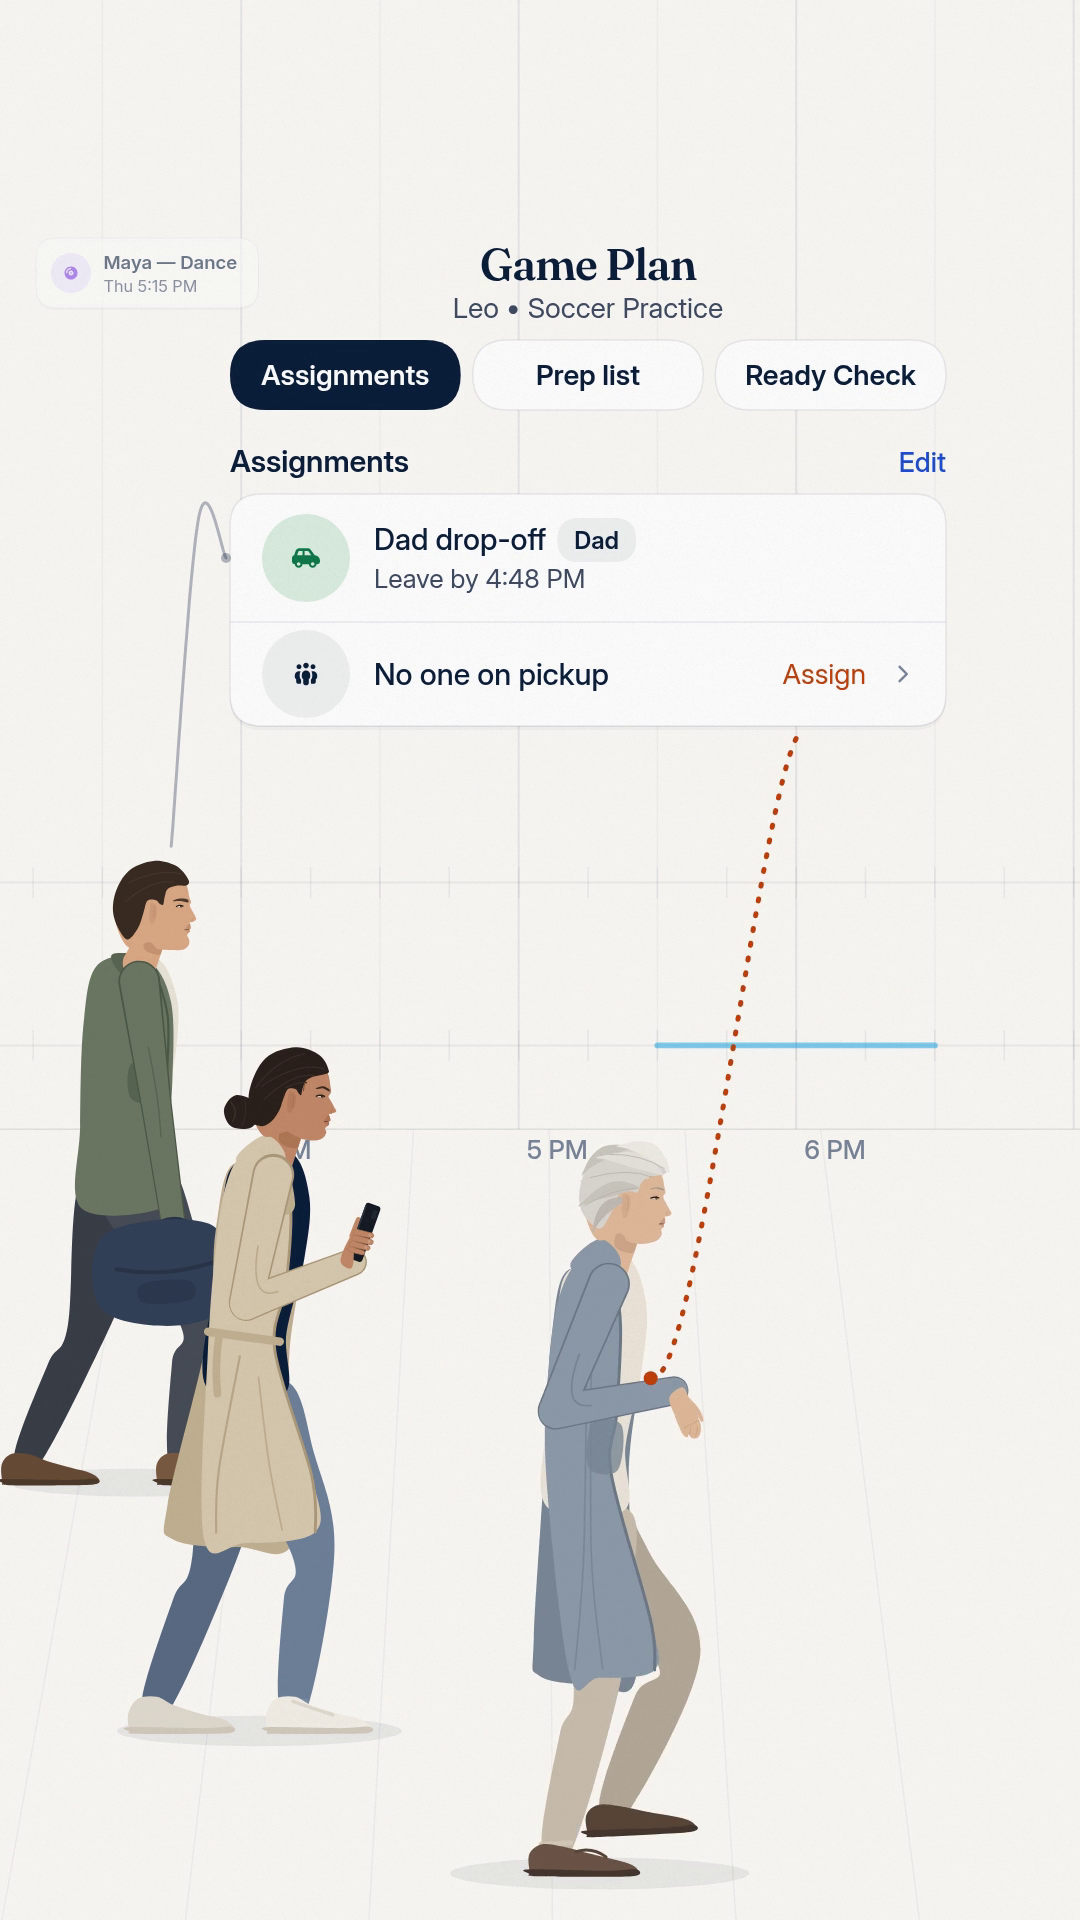 Maya — Dance
Thu 5:15 PM
Game Plan
Leo • Soccer Practice
Assignments
Prep list
Ready Check
Assignments
Edit
Dad drop-off
Dad
Leave by 4:48 PM
No one on pickup
Assign
5 PM
6 PM